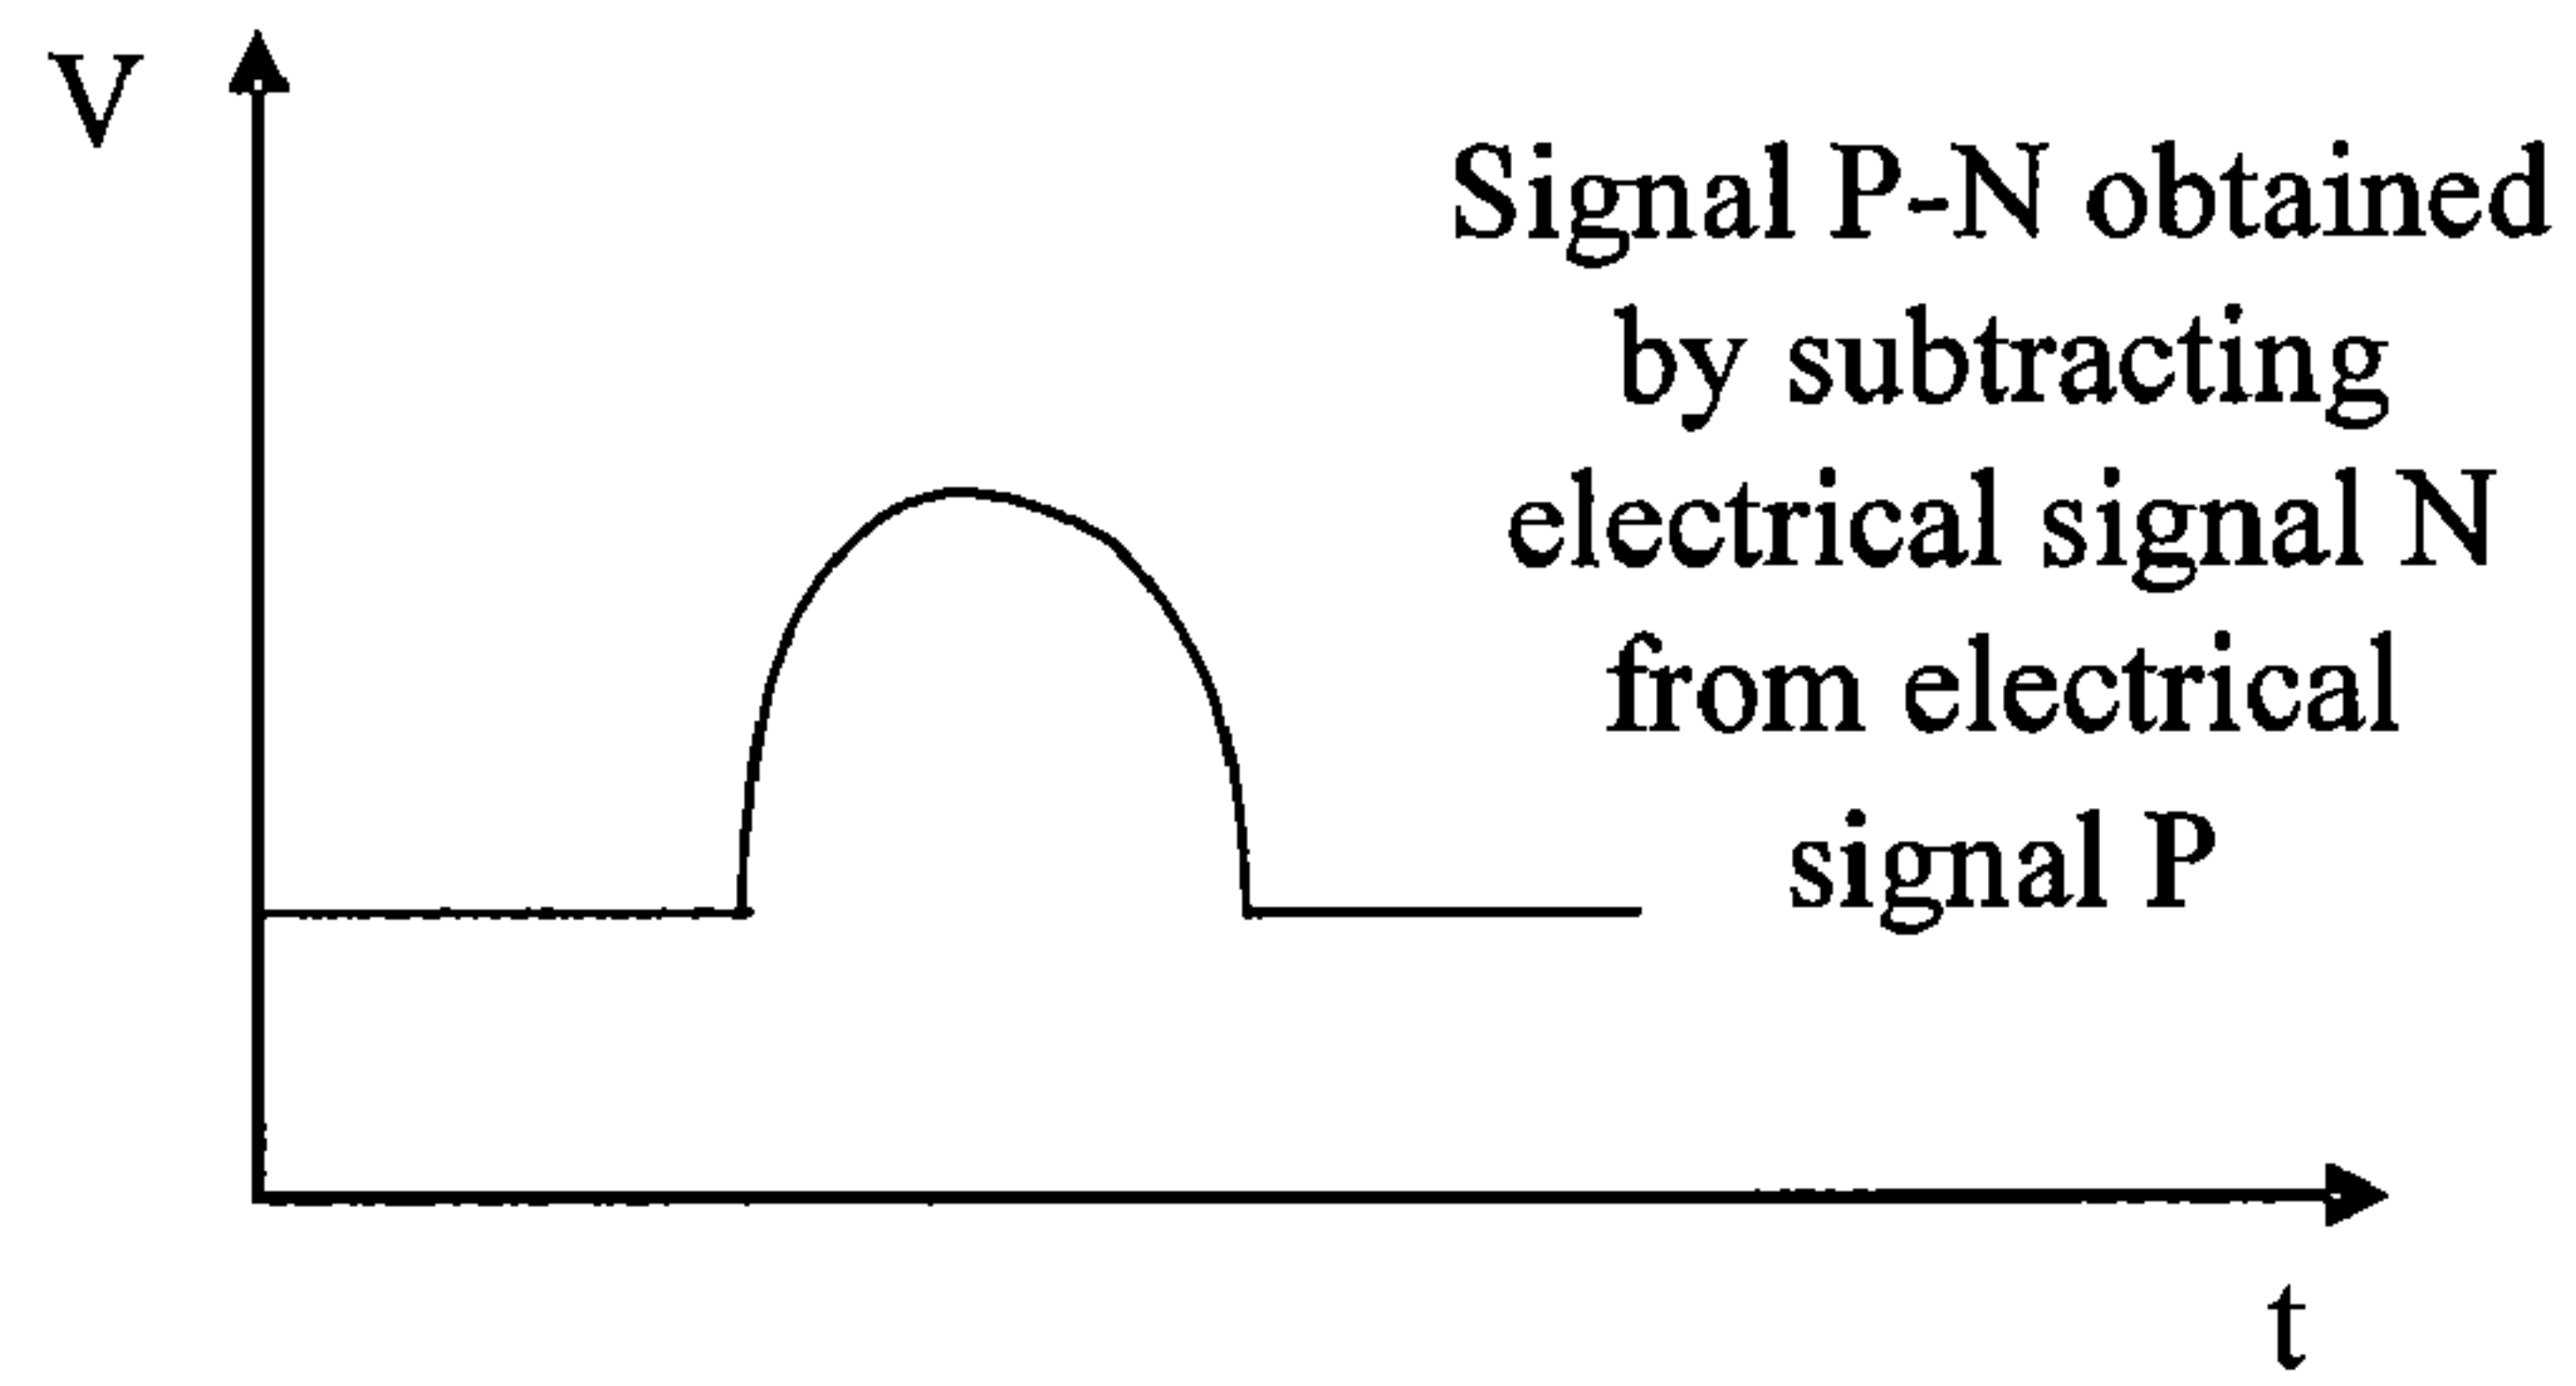 V
Signal P-N obtained
by subtracting
electrical signal N
from electrical
signal P
t